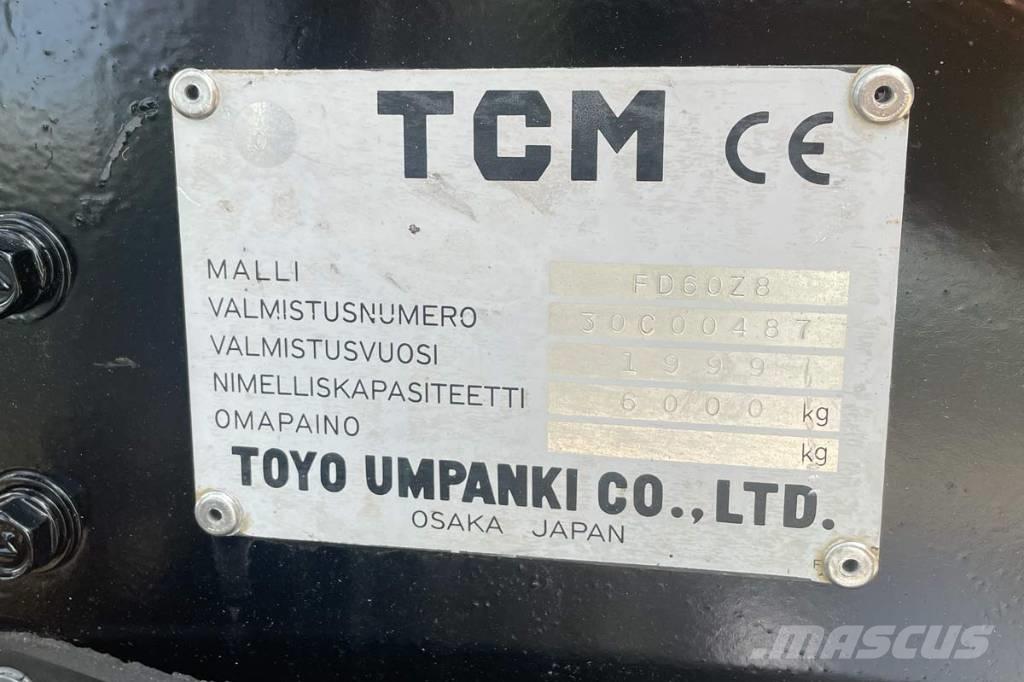 TCM CE
MALLI FD60Z8
VALMISTUSNUMERO 30C00487
VALMISTUSVUOSI 1999
NIMELLISKAPASITEETTI 6000 kg
OMAPAINO kg
TOYO UMPANKI CO., LTD.
OSAKA JAPAN
F
MASCUS